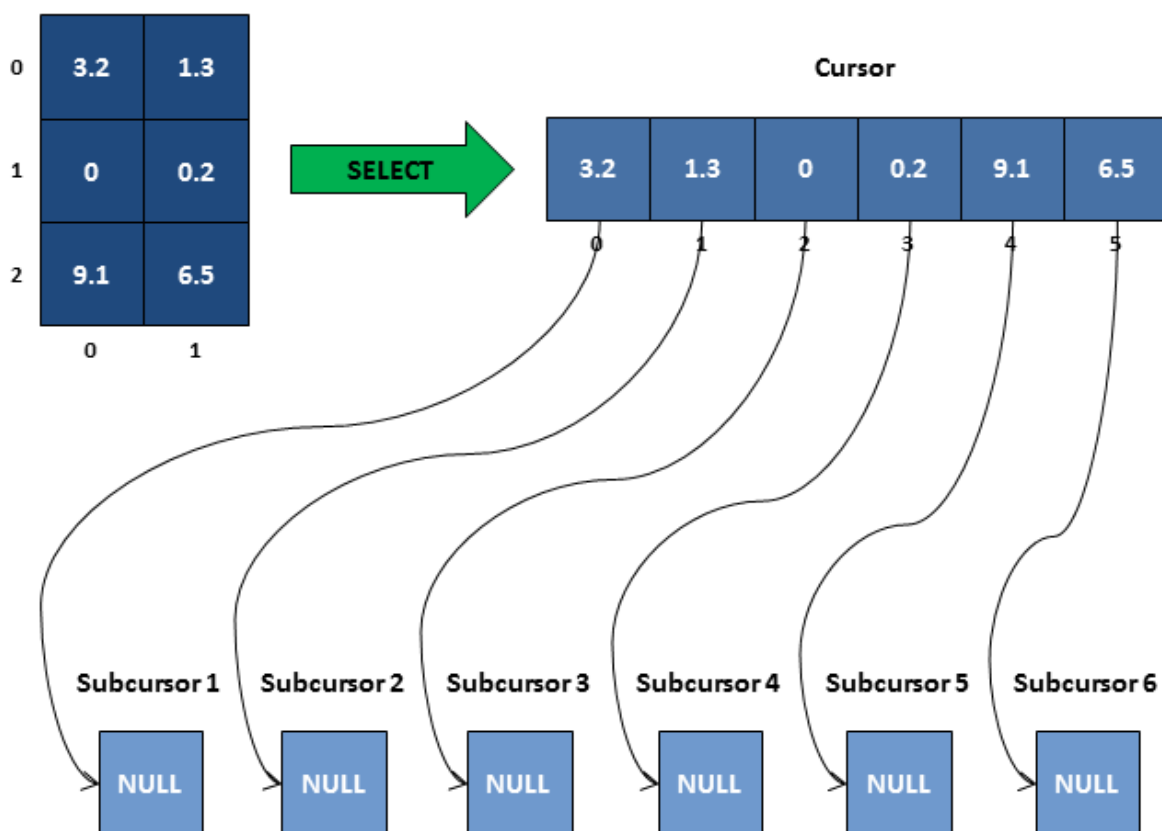 0 3.2 1.3
Cursor
1 0 0.2
SELECT
3.2 1.3 0 0.2 9.1 6.5
0 1 2 3 4 5
2 9.1 6.5
0 1
Subcursor 1 Subcursor 2 Subcursor 3 Subcursor 4 Subcursor 5 Subcursor 6
NULL NULL NULL NULL NULL NULL